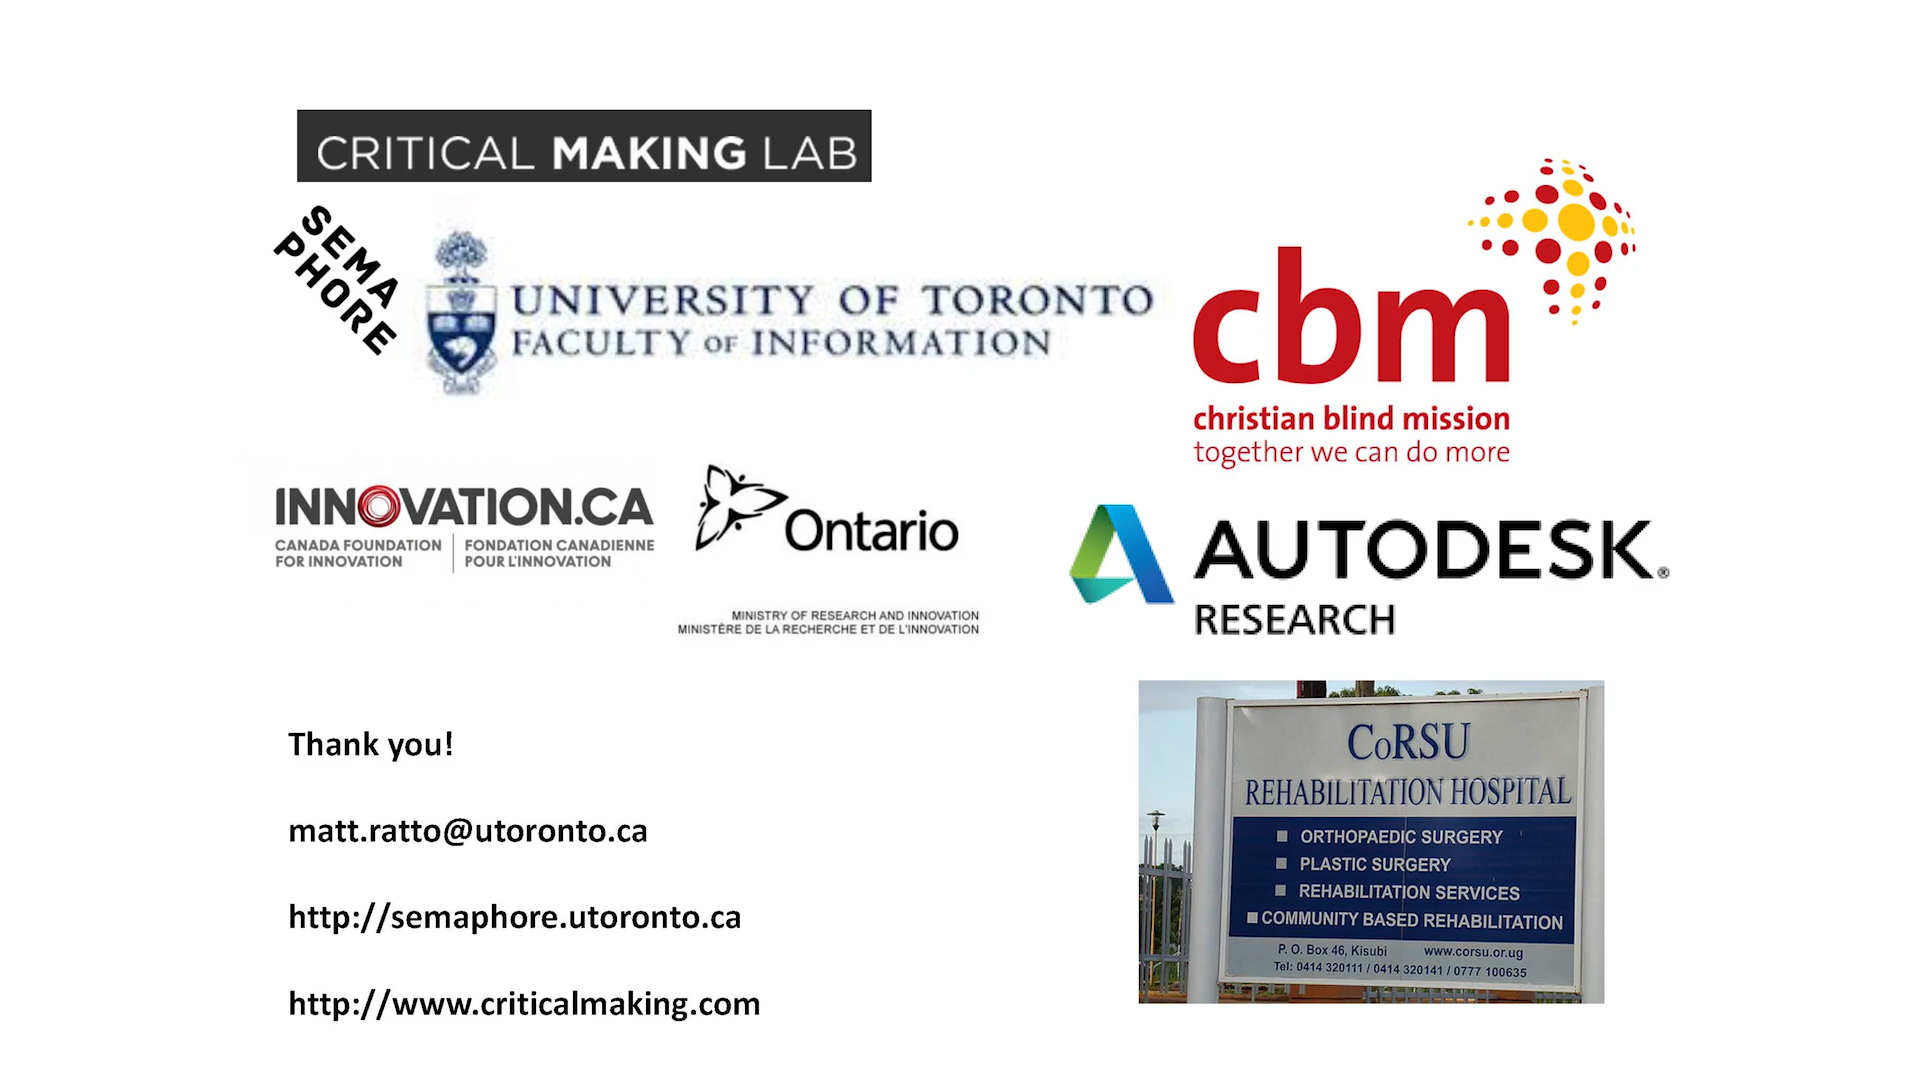 CRITICAL MAKING LAB
SEMA
PHORE
UNIVERSITY OF TORONTO
FACULTY OF INFORMATION
cbm
christian blind mission
together we can do more
INNOVATION.CA
CANADA FOUNDATION
FOR INNOVATION
FONDATION CANADIENNE
POUR L'INNOVATION
Ontario
MINISTRY OF RESEARCH AND INNOVATION
MINISTÈRE DE LA RECHERCHE ET DE L'INNOVATION
AUTODESK®
RESEARCH
Thank you!
matt.ratto@utoronto.ca
http://semaphore.utoronto.ca
http://www.criticalmaking.com
CoRSU
REHABILITATION HOSPITAL
ORTHOPAEDIC SURGERY
PLASTIC SURGERY
REHABILITATION SERVICES
COMMUNITY BASED REHABILITATION
P. O. Box 46, Kisubi www.corsu.or.ug
Tel: 0414 320111 / 0414 320141 / 0777 100635